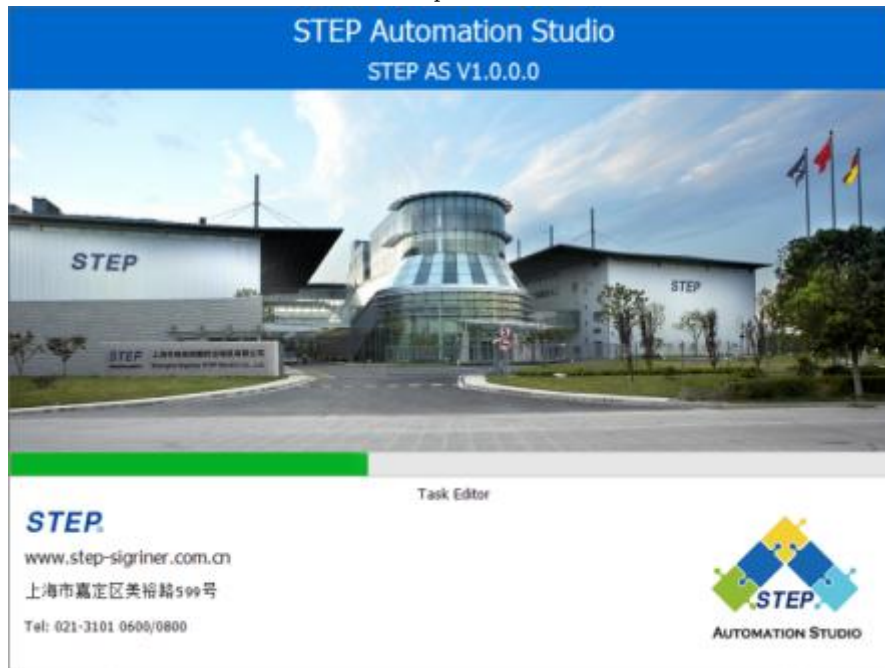 STEP Automation Studio
STEP AS V1.0.0.0
STEP
STEP
STEP
Task Editor
STEP
www.step-sigriner.com.cn
上海市嘉定区美裕路599号
Tel: 021-3101 0600/0800
STEP
AUTOMATION STUDIO